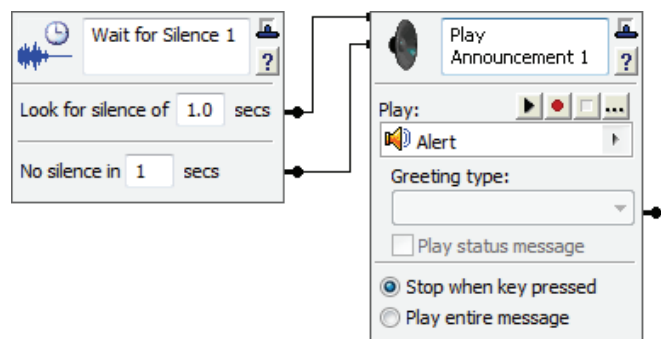 Wait for Silence 1
?
Look for silence of 1.0 secs
No silence in 1 secs
Play
Announcement 1
?
Play:
...
Alert
Greeting type:
Play status message
Stop when key pressed
Play entire message